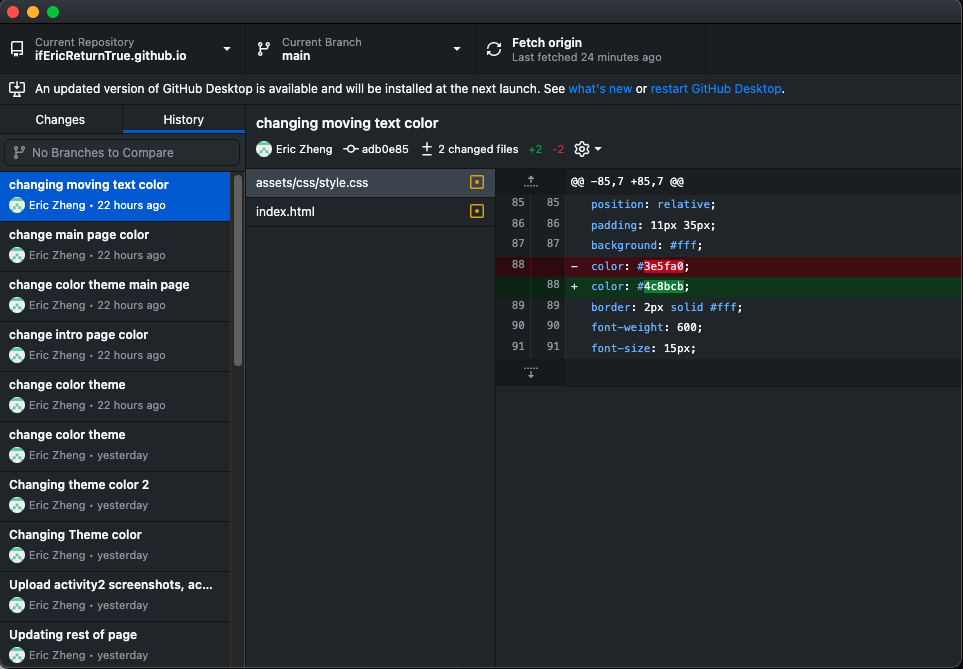 Current Repository
ifEricReturnTrue.github.io
Current Branch
main
Fetch origin
Last fetched 24 minutes ago
An updated version of GitHub Desktop is available and will be installed at the next launch. See what's new or restart GitHub Desktop.
Changes
History
No Branches to Compare
changing moving text color
Eric Zheng • 22 hours ago
change main page color
Eric Zheng • 22 hours ago
change color theme main page
Eric Zheng • 22 hours ago
change intro page color
Eric Zheng • 22 hours ago
change color theme
Eric Zheng • 22 hours ago
change color theme
Eric Zheng • yesterday
Changing theme color 2
Eric Zheng • yesterday
Changing Theme color
Eric Zheng • yesterday
Upload activity2 screenshots, ac...
Eric Zheng • yesterday
Updating rest of page
Eric Zheng • yesterday
changing moving text color
Eric Zheng adb0e85 2 changed files +2 -2
assets/css/style.css
index.html
@@ -85,7 +85,7 @@
85 85 position: relative;
86 86 padding: 11px 35px;
87 87 background: #fff;
88 - color: #3e5fa0;
88 + color: #4c8bcb;
89 89 border: 2px solid #fff;
90 90 font-weight: 600;
91 91 font-size: 15px;